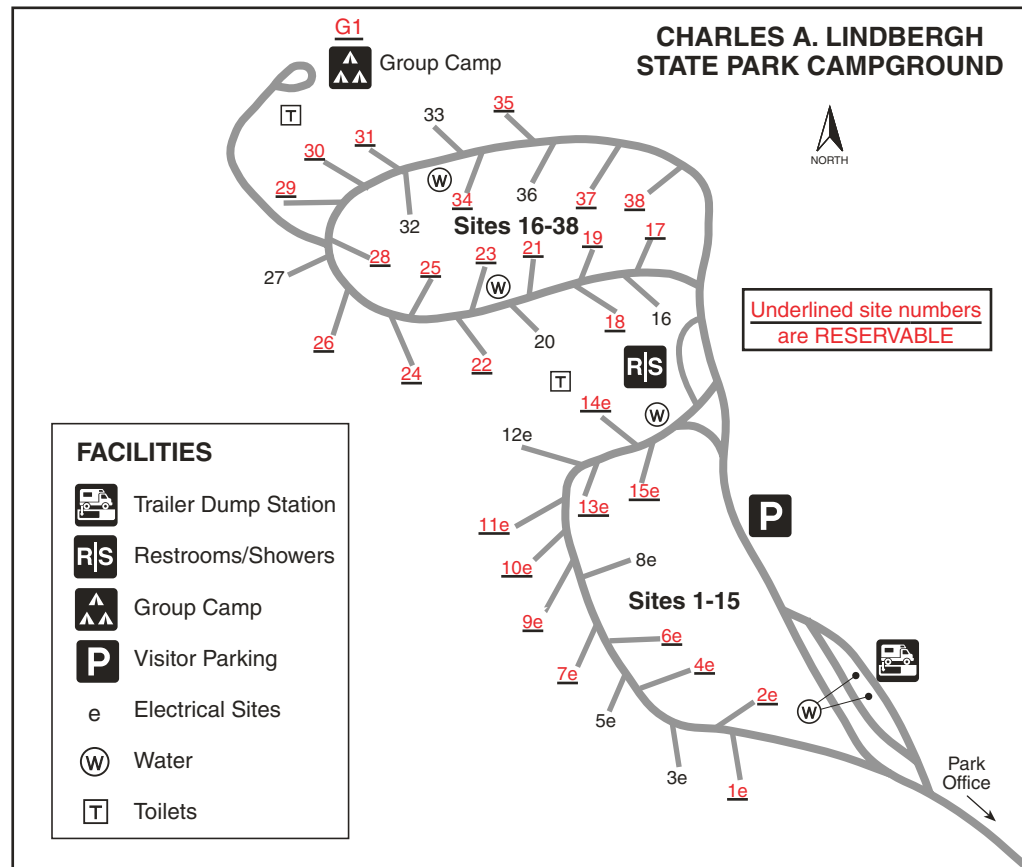 G1
Group Camp
CHARLES A. LINDBERGH
STATE PARK CAMPGROUND
NORTH
T
35
33
31
30
29
W
34
36
37
38
32
Sites 16-38
28
27
25
23
21
19
17
W
26
24
22
20
18
16
Underlined site numbers
are RESERVABLE
R|S
T
14e
W
12e
15e
13e
11e
10e
9e
8e
P
Sites 1-15
7e
6e
4e
5e
2e
W
3e
1e
Park
Office
FACILITIES
Trailer Dump Station
R|S Restrooms/Showers
Group Camp
P Visitor Parking
e Electrical Sites
W Water
T Toilets